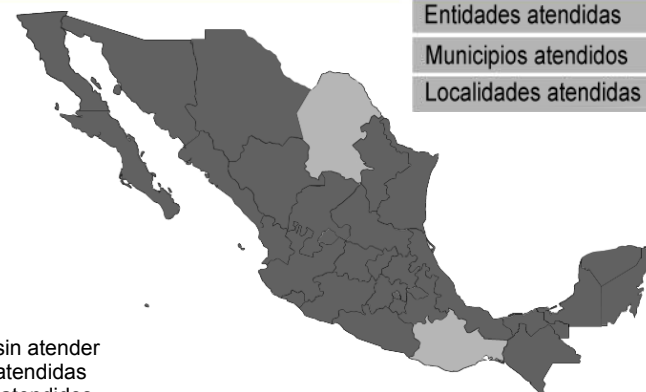 Entidades atendidas
Municipios atendidos
Localidades atendidas
sin atender
atendidas